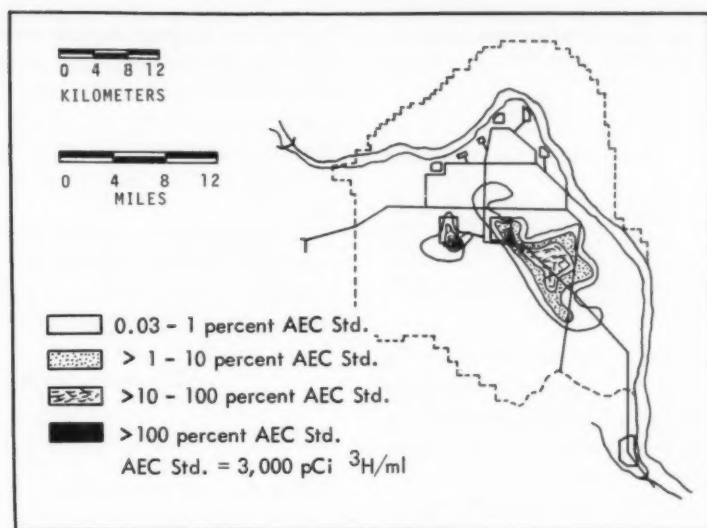 0 4 8 12
KILOMETERS
0 4 8 12
MILES
0.03 - 1 percent AEC Std.
> 1 - 10 percent AEC Std.
>10 - 100 percent AEC Std.
>100 percent AEC Std.
AEC Std. = 3,000 pCi ³H/ml